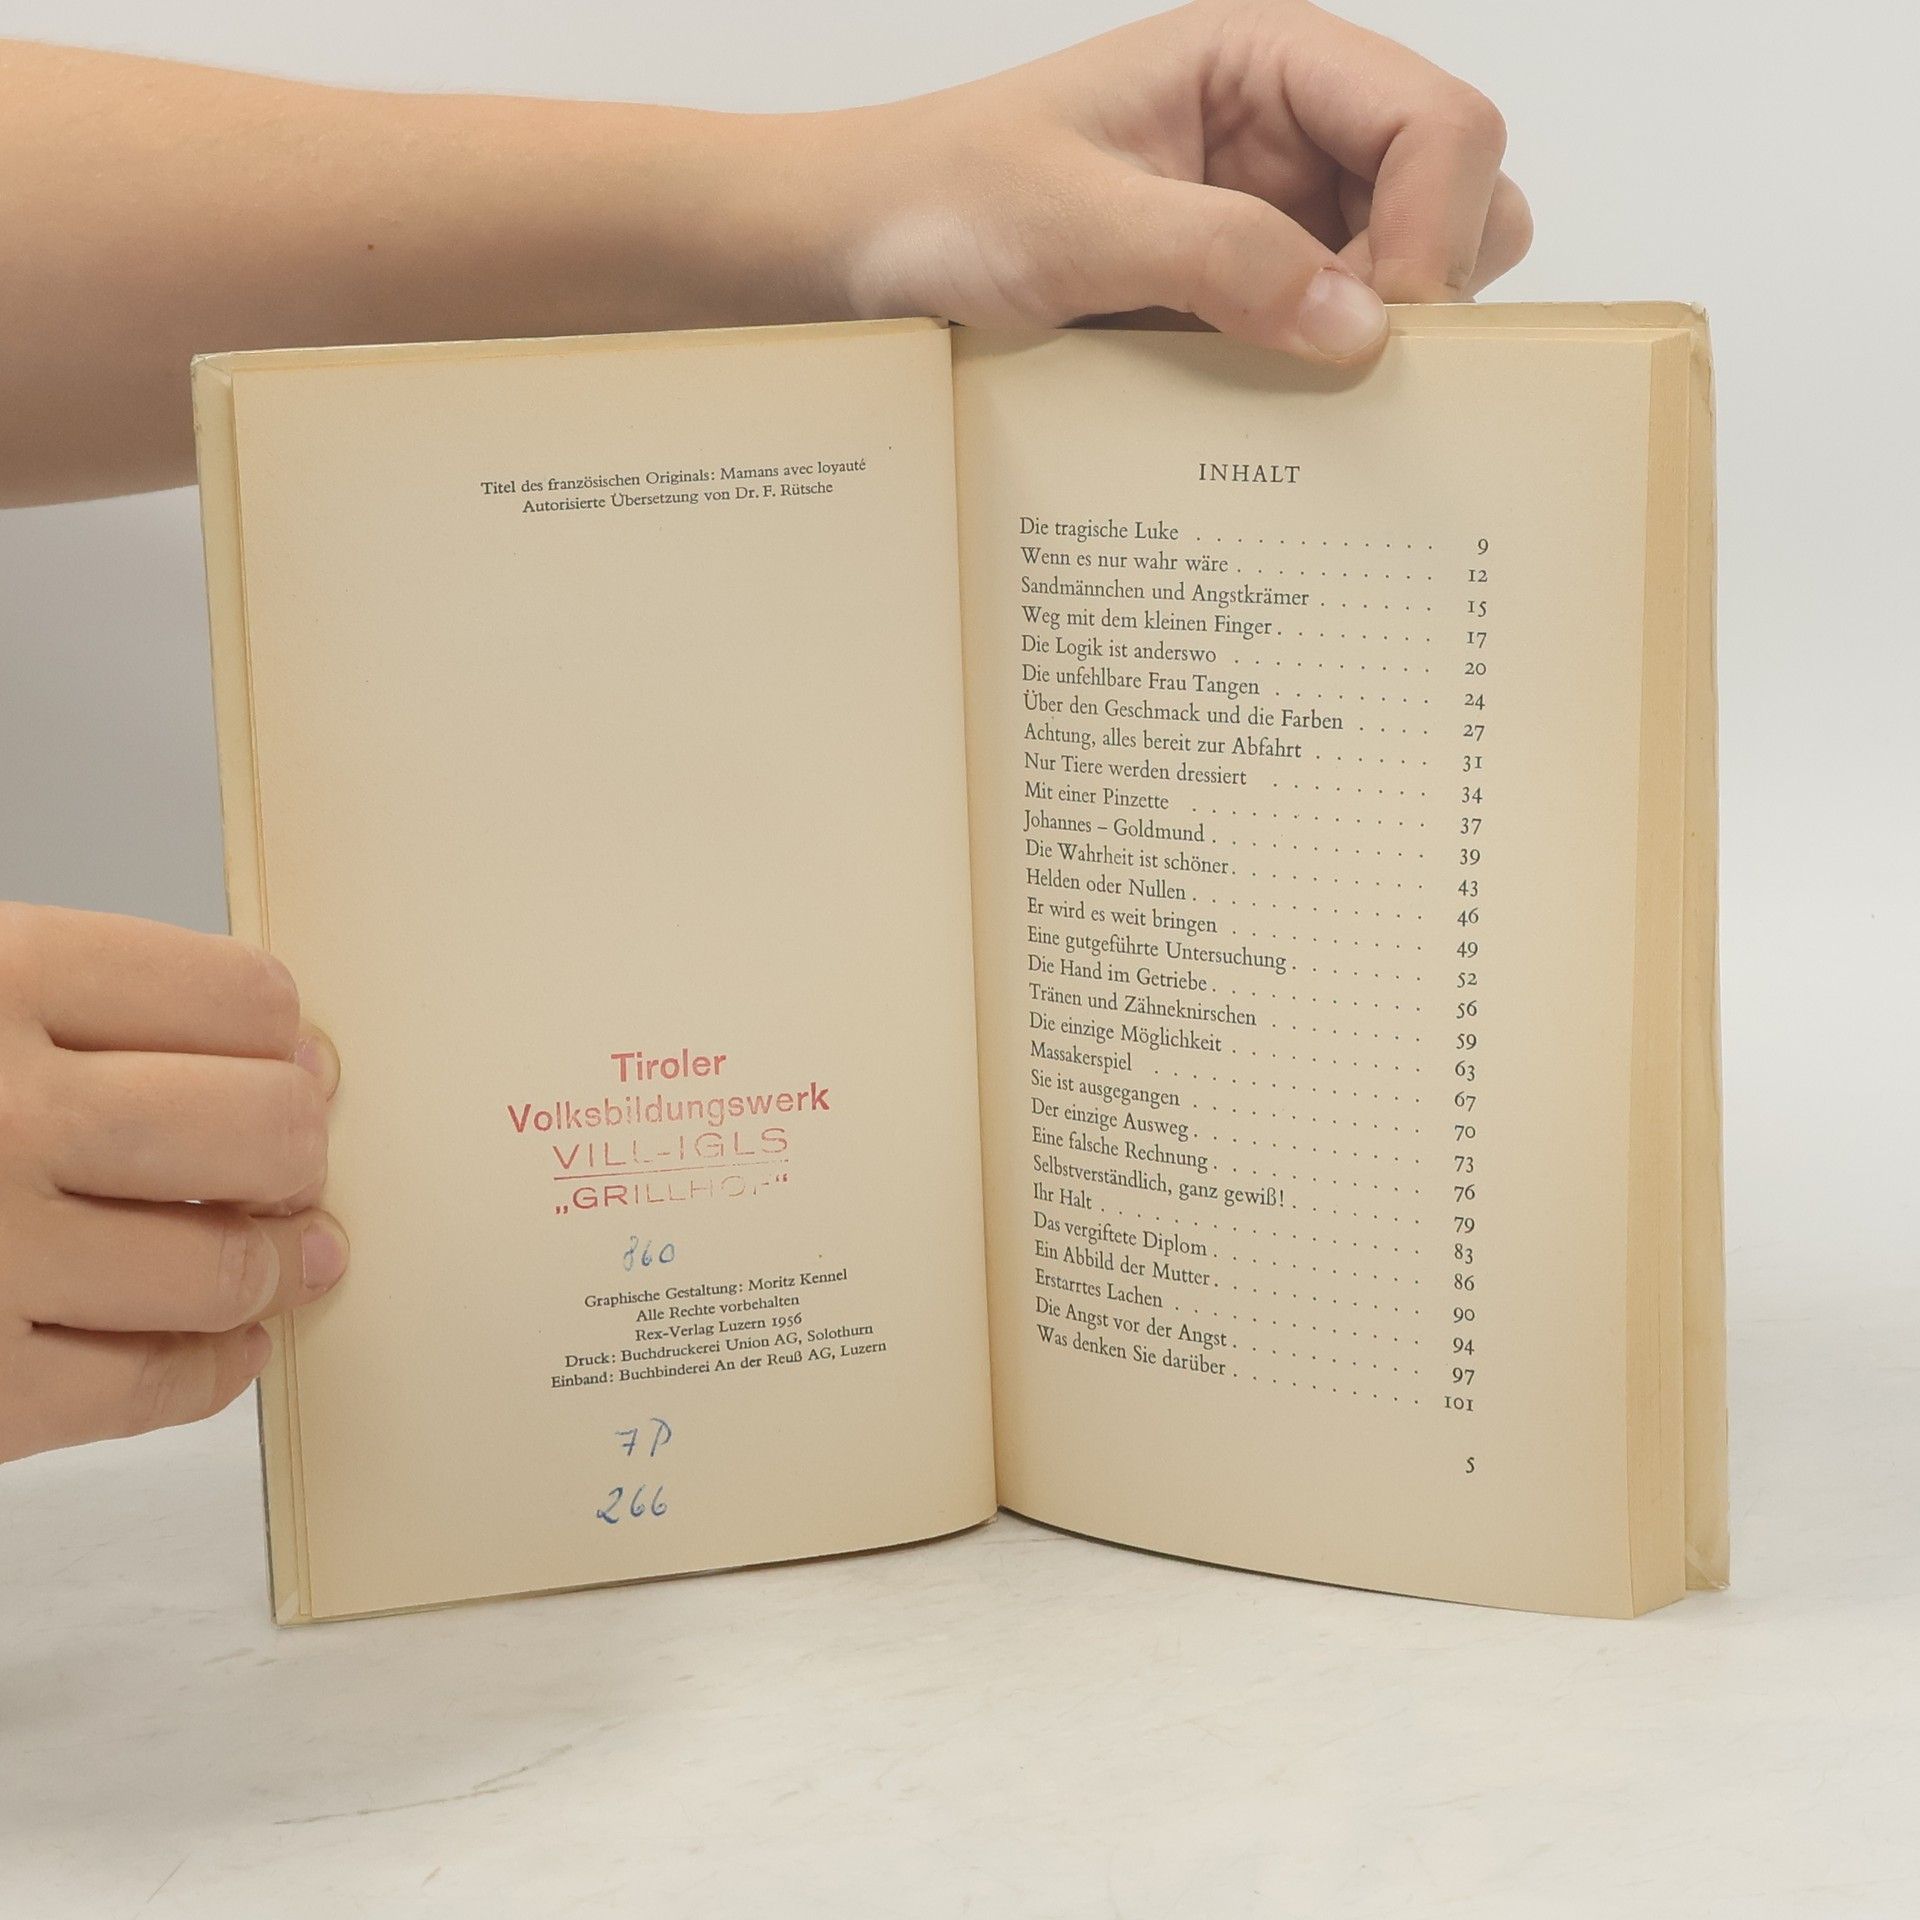 Titel des französischen Originals: Mamans avec loyauté
Autorisierte Übersetzung von Dr. F. Rütsche
Tiroler
Volksbildungswerk
VILL-IGLS
„GRILLHOF“
860
Graphische Gestaltung: Moritz Kennel
Alle Rechte vorbehalten
Rex-Verlag Luzern 1956
Druck: Buchdruckerei Union AG, Solothurn
Einband: Buchbinderei An der Reuß AG, Luzern
7 P
266
INHALT
Die tragische Luke . . . . . . . . . . . . 9
Wenn es nur wahr wäre . . . . . . . . . . 12
Sandmännchen und Angstkrämer . . . . . . 15
Weg mit dem kleinen Finger . . . . . . . . 17
Die Logik ist anderswo . . . . . . . . . . 20
Die unfehlbare Frau Tangen . . . . . . . . 24
Über den Geschmack und die Farben . . . . 27
Achtung, alles bereit zur Abfahrt . . . . . . 31
Nur Tiere werden dressiert . . . . . . . . 34
Mit einer Pinzette . . . . . . . . . . . . 37
Johannes – Goldmund . . . . . . . . . . . 39
Die Wahrheit ist schöner . . . . . . . . . . 43
Helden oder Nullen . . . . . . . . . . . . 46
Er wird es weit bringen . . . . . . . . . . 49
Eine gutgeführte Untersuchung . . . . . . . 52
Die Hand im Getriebe . . . . . . . . . . . 56
Tränen und Zähneknirschen . . . . . . . . 59
Die einzige Möglichkeit . . . . . . . . . . 63
Massakerspiel . . . . . . . . . . . . . 67
Sie ist ausgegangen . . . . . . . . . . . . 70
Der einzige Ausweg . . . . . . . . . . . . 73
Eine falsche Rechnung . . . . . . . . . . . 76
Selbstverständlich, ganz gewiß! . . . . . . . 79
Ihr Halt . . . . . . . . . . . . . . . . 83
Das vergiftete Diplom . . . . . . . . . . . 86
Ein Abbild der Mutter . . . . . . . . . . . 90
Erstarrtes Lachen . . . . . . . . . . . . 94
Die Angst vor der Angst . . . . . . . . . . 97
Was denken Sie darüber . . . . . . . . . . 101
5